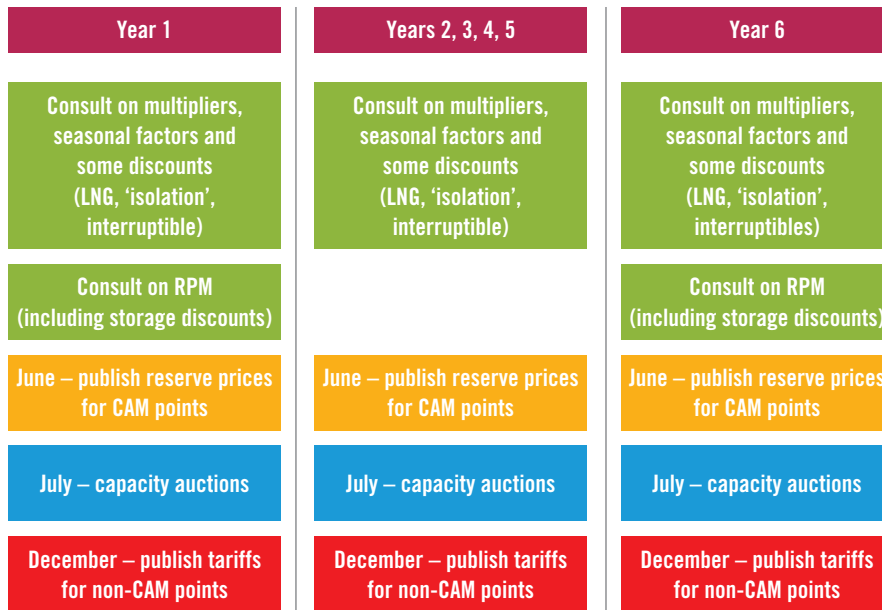 Year 1
Consult on multipliers,
seasonal factors and
some discounts
(LNG, ‘isolation’,
interruptible)
Consult on RPM
(including storage discounts)
June – publish reserve prices
for CAM points
July – capacity auctions
December – publish tariffs
for non-CAM points
Years 2, 3, 4, 5
Consult on multipliers,
seasonal factors and
some discounts
(LNG, ‘isolation’,
interruptible)
June – publish reserve prices
for CAM points
July – capacity auctions
December – publish tariffs
for non-CAM points
Year 6
Consult on multipliers,
seasonal factors and
some discounts
(LNG, ‘isolation’,
interruptibles)
Consult on RPM
(including storage discounts)
June – publish reserve prices
for CAM points
July – capacity auctions
December – publish tariffs
for non-CAM points